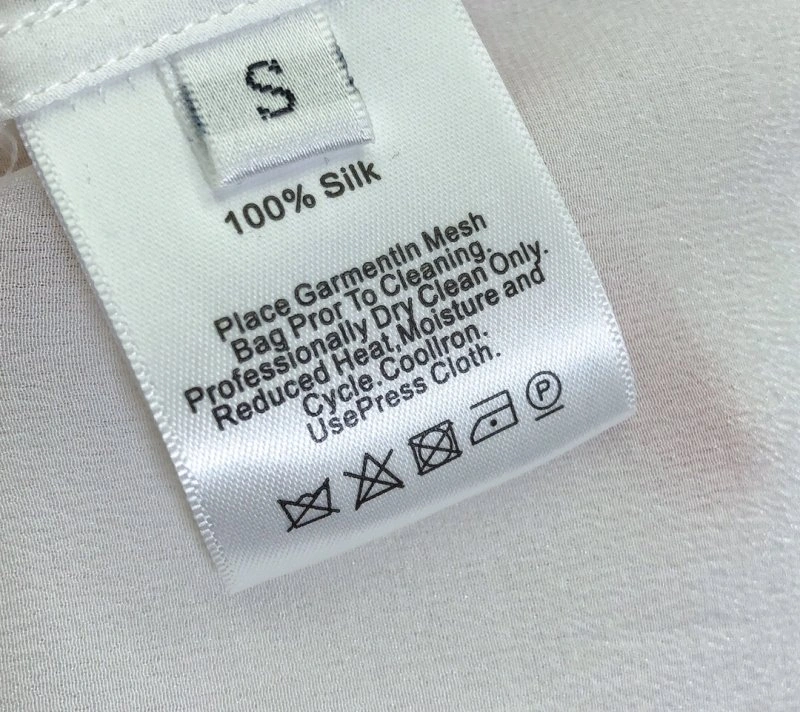 S
100% Silk
Place GarmentIn Mesh
Bag Pror To Cleaning.
Professionally Dry Clean Only.
Reduced Heat.Moisture and
Cycle.CoolIron.
UsePress Cloth.
P